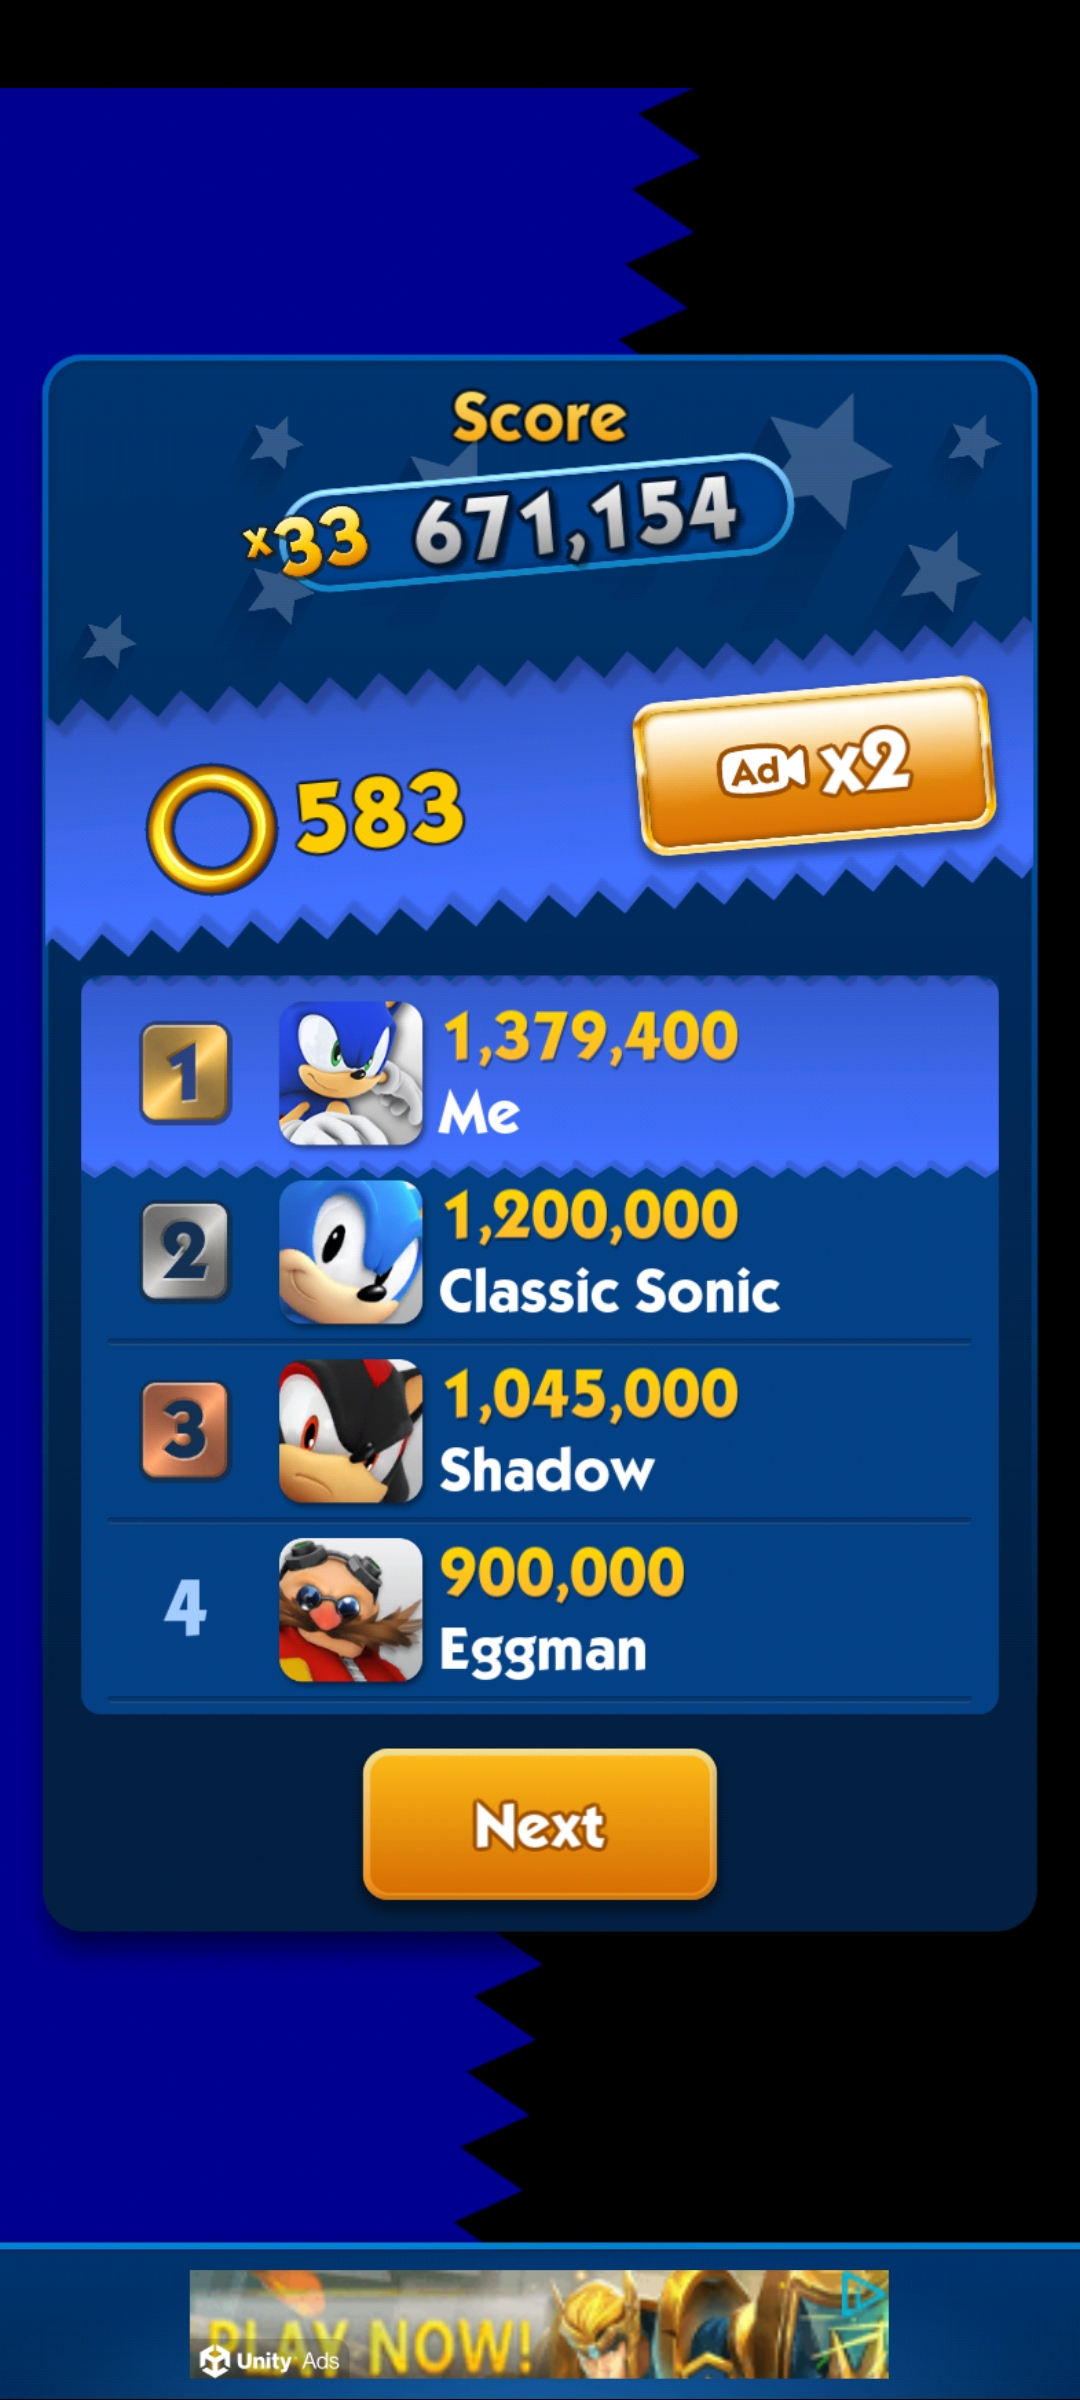 Score
x33 671,154
583
Ad x2
1
1,379,400
Me
2
1,200,000
Classic Sonic
3
1,045,000
Shadow
4
900,000
Eggman
Next
PLAY NOW!
Unity Ads